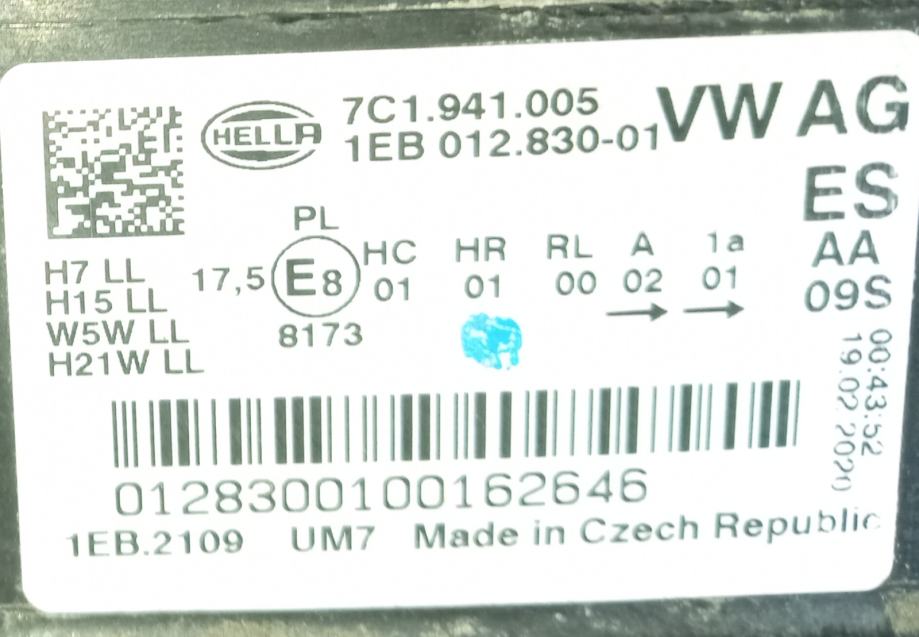 HELLA
7C1.941.005
1EB 012.830-01
VW AG
ES
AA
09S
PL
H7 LL
H15 LL
W5W LL
H21W LL
17,5
E8
8173
HC HR RL A 1a
01 01 00 02 01
→ →
00:43:52
19.02.2020
0128300100162646
1EB.2109 UM7 Made in Czech Republic